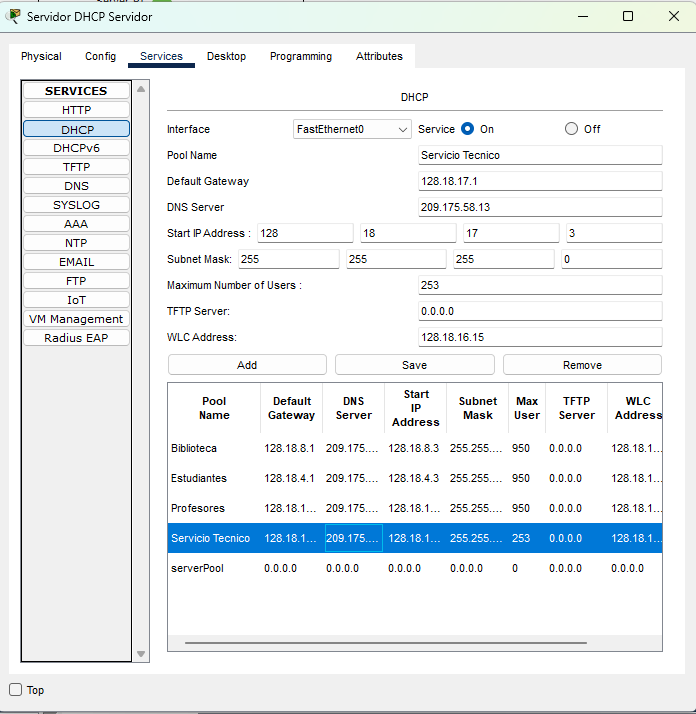 Servidor DHCP Servidor
Physical Config Services Desktop Programming Attributes
SERVICES
HTTP
DHCP
DHCPv6
TFTP
DNS
SYSLOG
AAA
NTP
EMAIL
FTP
IoT
VM Management
Radius EAP
DHCP
Interface FastEthernet0 Service On Off
Pool Name Servicio Tecnico
Default Gateway 128.18.17.1
DNS Server 209.175.58.13
Start IP Address : 128 18 17 3
Subnet Mask: 255 255 255 0
Maximum Number of Users : 253
TFTP Server: 0.0.0.0
WLC Address: 128.18.16.15
Add Save Remove
Pool Name Default Gateway DNS Server Start IP Address Subnet Mask Max User TFTP Server WLC Address
Biblioteca 128.18.8.1 209.175.... 128.18.8.3 255.255.... 950 0.0.0.0 128.18.1...
Estudiantes 128.18.4.1 209.175.... 128.18.4.3 255.255.... 950 0.0.0.0 128.18.1...
Profesores 128.18.1... 209.175.... 128.18.1... 255.255.... 950 0.0.0.0 128.18.1...
Servicio Tecnico 128.18.1... 209.175.... 128.18.1... 255.255.... 253 0.0.0.0 128.18.1...
serverPool 0.0.0.0 0.0.0.0 0.0.0.0 0.0.0.0 0 0.0.0.0 0.0.0.0
Top